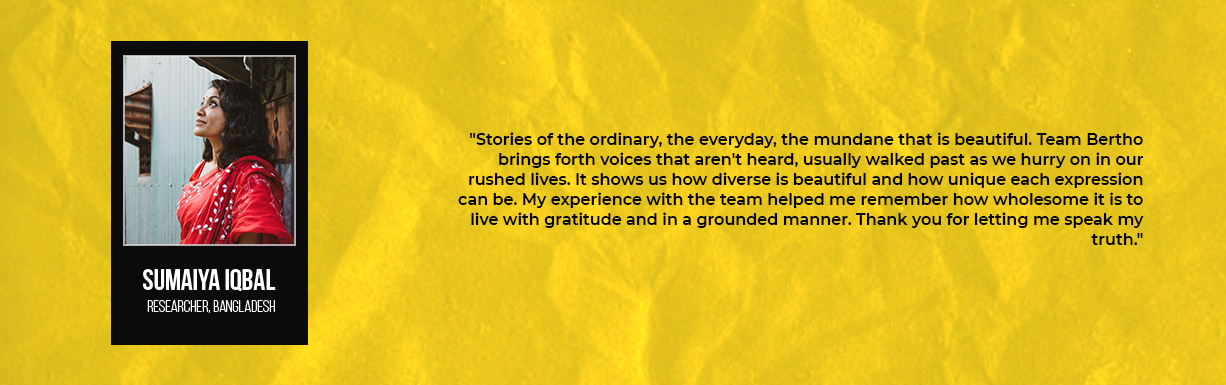 SUMAIYA IQBAL
RESEARCHER, BANGLADESH
"Stories of the ordinary, the everyday, the mundane that is beautiful. Team Bertho
brings forth voices that aren't heard, usually walked past as we hurry on in our
rushed lives. It shows us how diverse is beautiful and how unique each expression
can be. My experience with the team helped me remember how wholesome it is to
live with gratitude and in a grounded manner. Thank you for letting me speak my
truth."